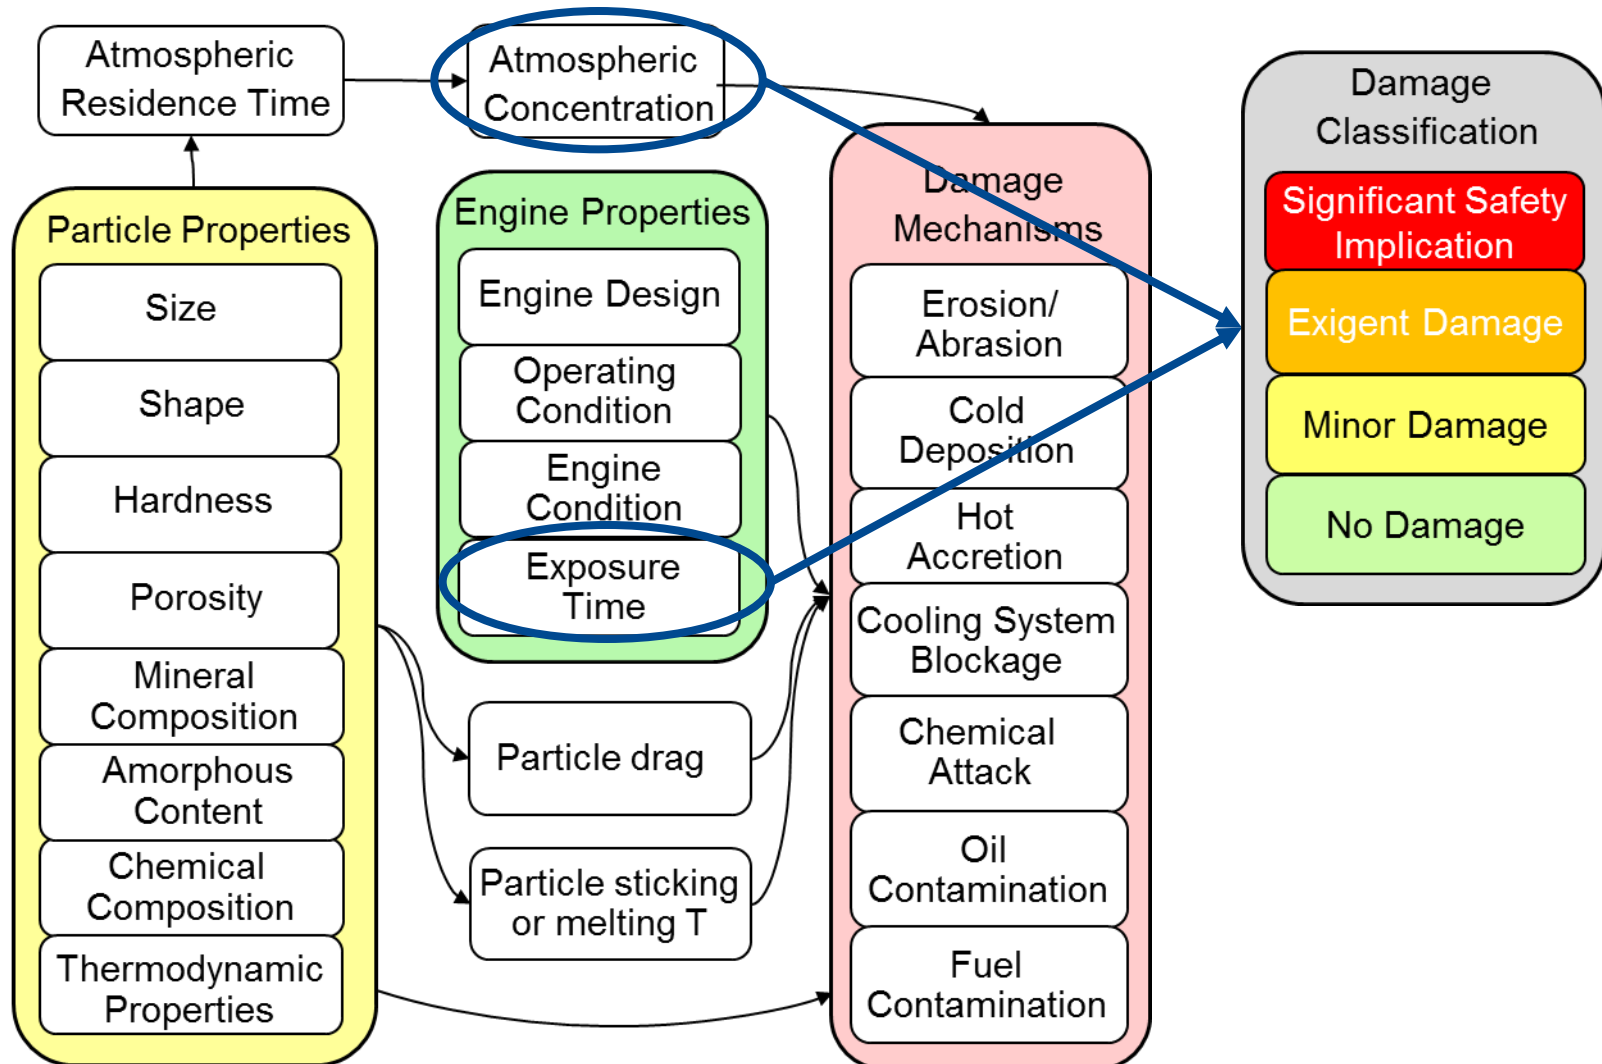 Atmospheric
Residence Time
Atmospheric
Concentration
Particle Properties
Size
Shape
Hardness
Porosity
Mineral
Composition
Amorphous
Content
Chemical
Composition
Thermodynamic
Properties
Engine Properties
Engine Design
Operating
Condition
Engine
Condition
Exposure
Time
Particle drag
Particle sticking
or melting T
Damage
Mechanisms
Erosion/
Abrasion
Cold
Deposition
Hot
Accretion
Cooling System
Blockage
Chemical
Attack
Oil
Contamination
Fuel
Contamination
Damage
Classification
Significant Safety
Implication
Exigent Damage
Minor Damage
No Damage